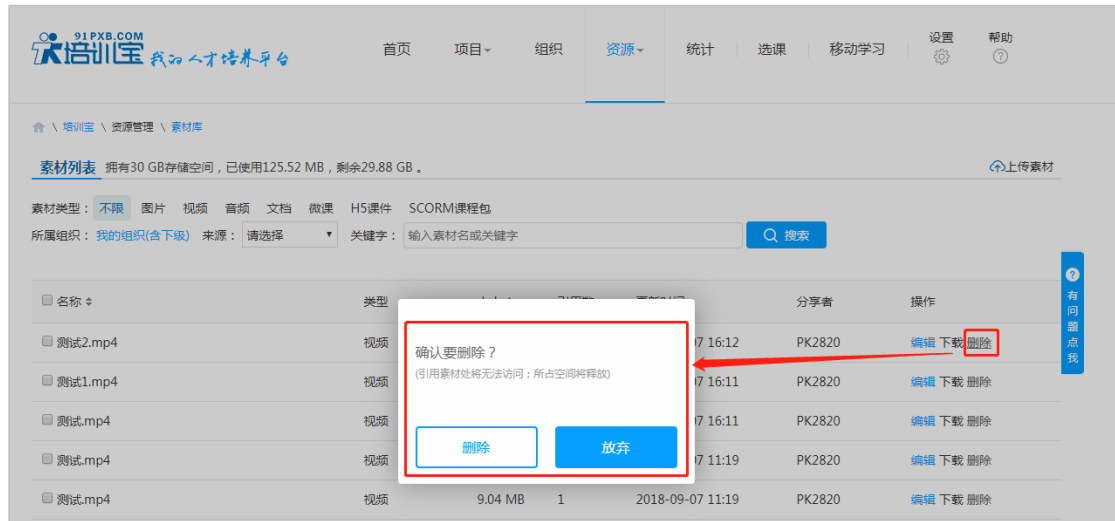 91PXB.COM
培训宝 我的人才培养平台
首页 项目 组织 资源 统计 选课 移动学习 设置 帮助
\ 培训宝 \ 资源管理 \ 素材库
素材列表 拥有30 GB存储空间，已使用125.52 MB，剩余29.88 GB 。
上传素材
素材类型： 不限 图片 视频 音频 文档 微课 H5课件 SCORM课程包
所属组织： 我的组织(含下级) 来源： 请选择 关键字： 输入素材名或关键字 搜索
有问题点我
名称 类型 分享者 操作
测试2.mp4 视频 07 16:12 PK2820 编辑 下载 删除
测试1.mp4 视频 07 16:11 PK2820 编辑 下载 删除
测试.mp4 视频 07 16:11 PK2820 编辑 下载 删除
测试.mp4 视频 07 11:19 PK2820 编辑 下载 删除
测试.mp4 视频 9.04 MB 1 2018-09-07 11:19 PK2820 编辑 下载 删除
确认要删除？
(引用素材处将无法访问；所占空间将释放)
删除 放弃